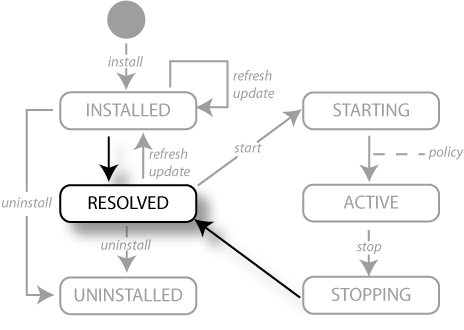 install
INSTALLED
refresh
update
STARTING
refresh
update
start
policy
uninstall
RESOLVED
ACTIVE
uninstall
stop
UNINSTALLED
STOPPING